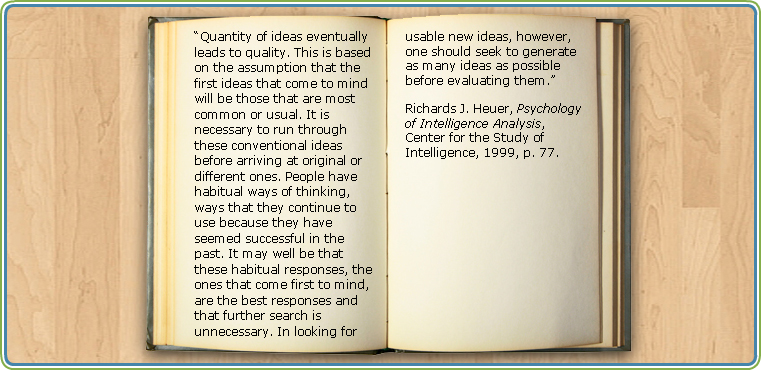 “Quantity of ideas eventually
leads to quality. This is based
on the assumption that the
first ideas that come to mind
will be those that are most
common or usual. It is
necessary to run through
these conventional ideas
before arriving at original or
different ones. People have
habitual ways of thinking,
ways that they continue to
use because they have
seemed successful in the
past. It may well be that
these habitual responses, the
ones that come first to mind,
are the best responses and
that further search is
unnecessary. In looking for
usable new ideas, however,
one should seek to generate
as many ideas as possible
before evaluating them.”
Richards J. Heuer, Psychology
of Intelligence Analysis,
Center for the Study of
Intelligence, 1999, p. 77.